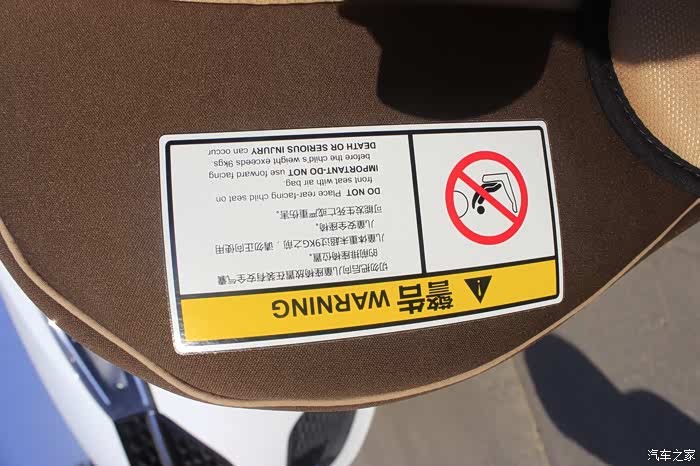 警告 WARNING
切勿把后向儿童座椅放置在装有安全气囊
的前排座椅位置。
儿童体重未超过9KG之前，请勿正向使用
儿童安全座椅。
可能发生死亡或严重伤害。
DO NOT Place rear-facing child seat on
front seat with air bag.
IMPORTANT-DO NOT use forward facing
before the child's weight exceeds 9kgs.
DEATH OR SERIOUS INJURY can occur
汽车之家